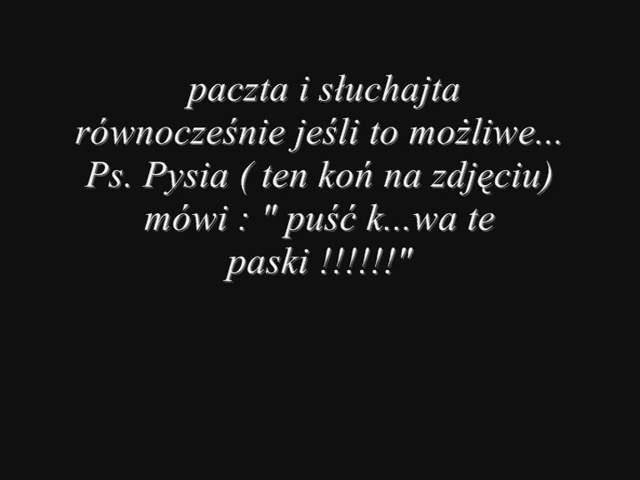 paczta i słuchajta
równocześnie jeśli to możliwe...
Ps. Pysia ( ten koń na zdjęciu)
mówi : " puść k...wa te
paski !!!!!!"